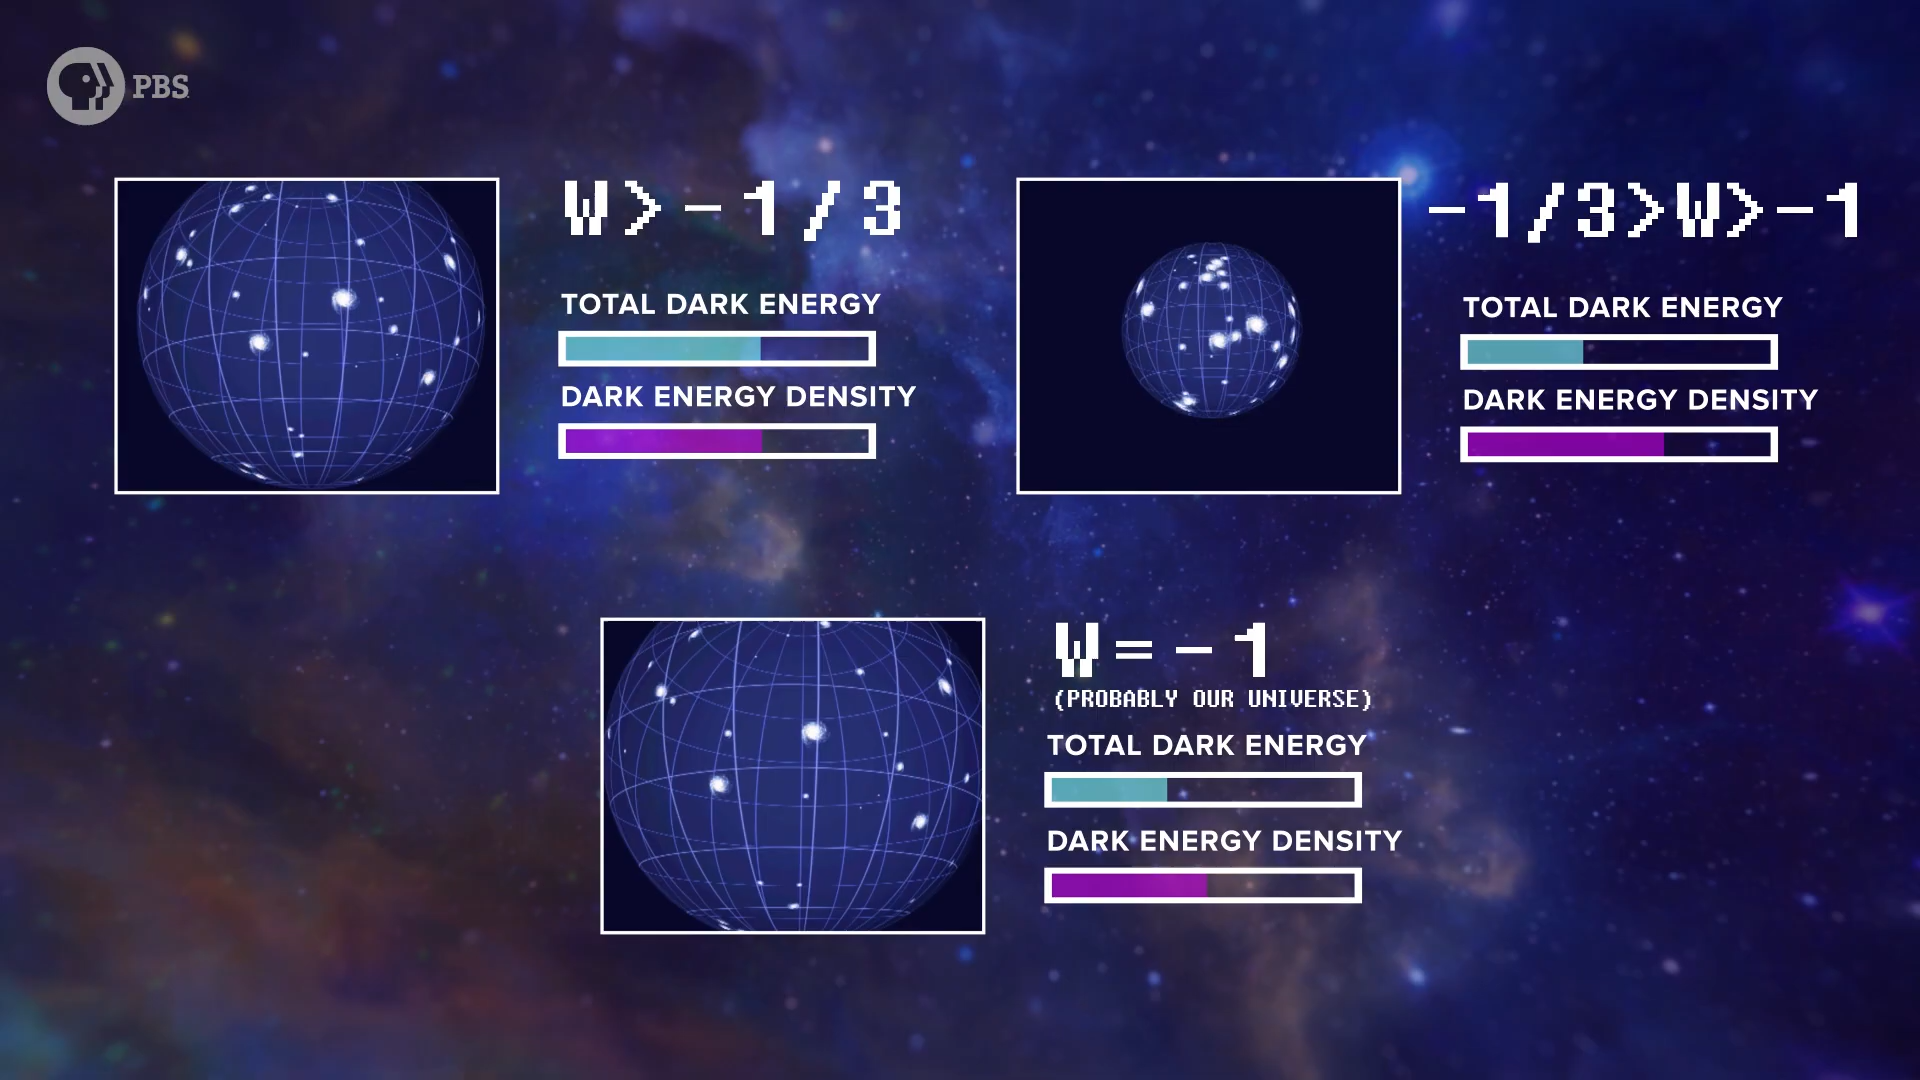 PBS
W>-1/3
TOTAL DARK ENERGY
DARK ENERGY DENSITY
-1/3>W>-1
TOTAL DARK ENERGY
DARK ENERGY DENSITY
W=-1
(PROBABLY OUR UNIVERSE)
TOTAL DARK ENERGY
DARK ENERGY DENSITY